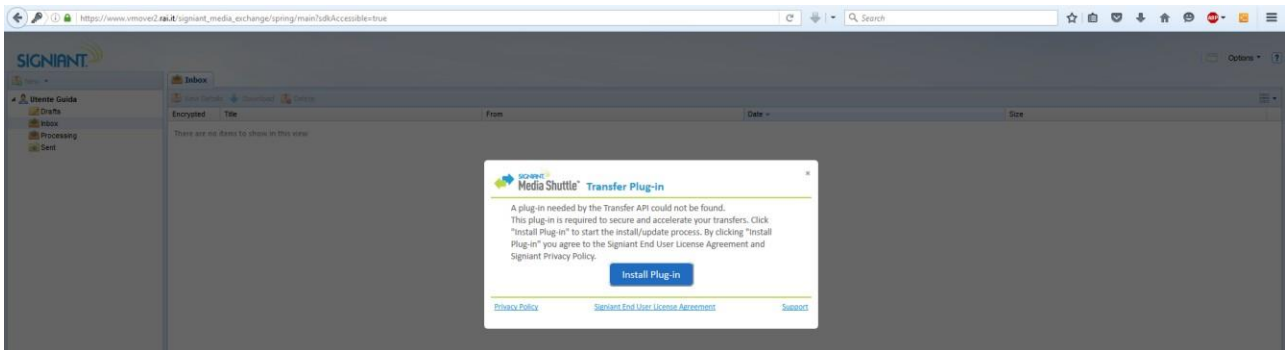 https://www.vmover2.rai.it/signiant_media_exchange/spring/main?sdkAccessible=true
Search
ABP
SIGNIANT
Options
?
New
Inbox
Utente Guida
View Details Download Delete
Drafts
Encrypted Title From Date Size
Inbox
There are no items to show in this view
Processing
Sent
SIGNIANT
Media Shuttle™ Transfer Plug-in
×
A plug-in needed by the Transfer API could not be found.
This plug-in is required to secure and accelerate your transfers. Click
"Install Plug-in" to start the install/update process. By clicking "Install
Plug-in" you agree to the Signiant End User License Agreement and
Signiant Privacy Policy.
Install Plug-in
Privacy Policy Signiant End User License Agreement Support